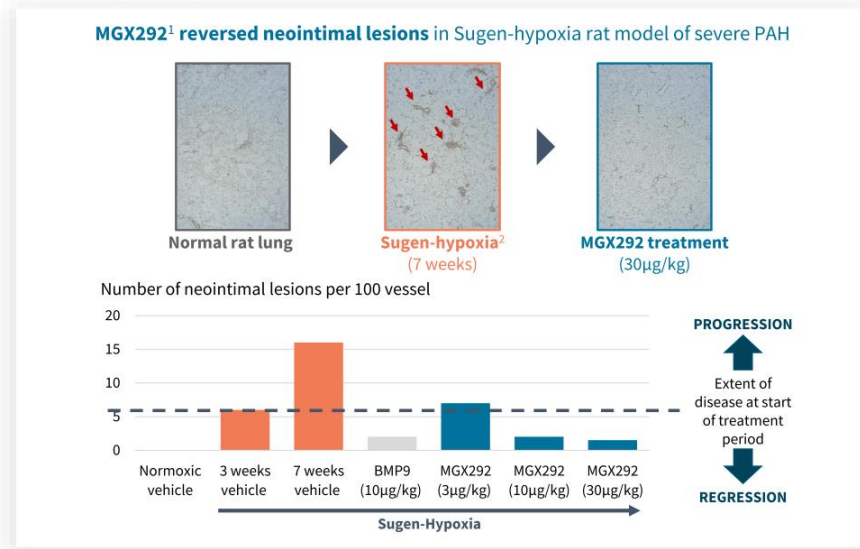 MGX292¹ reversed neointimal lesions in Sugen-hypoxia rat model of severe PAH
Normal rat lung
Sugen-hypoxia²
(7 weeks)
MGX292 treatment
(30µg/kg)
Number of neointimal lesions per 100 vessel
20
15
10
5
0
Normoxic
vehicle
3 weeks
vehicle
7 weeks
vehicle
BMP9
(10µg/kg)
MGX292
(3µg/kg)
MGX292
(10µg/kg)
MGX292
(30µg/kg)
Sugen-Hypoxia
PROGRESSION
Extent of
disease at start
of treatment
period
REGRESSION